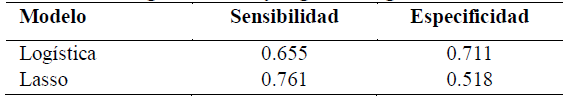 Modelo Sensibilidad Especificidad
Logística 0.655 0.711
Lasso 0.761 0.518